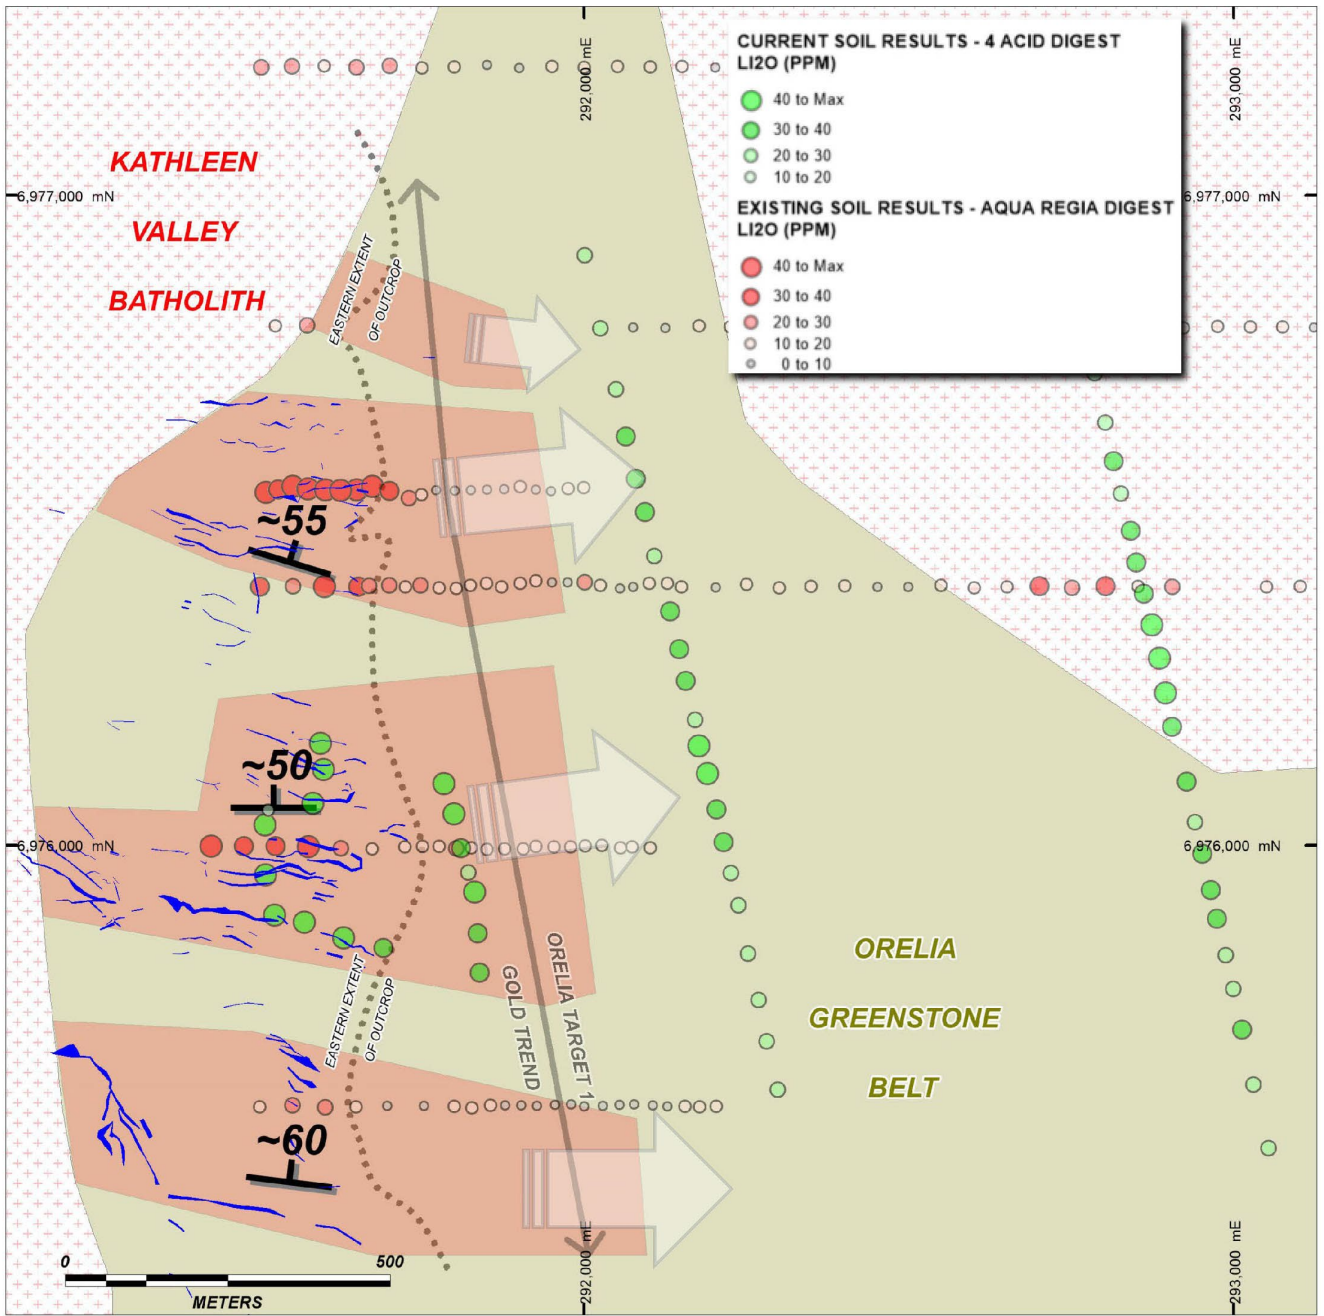 CURRENT SOIL RESULTS - 4 ACID DIGEST
LI2O (PPM)
40 to Max
30 to 40
20 to 30
10 to 20
EXISTING SOIL RESULTS - AQUA REGIA DIGEST
LI2O (PPM)
40 to Max
30 to 40
20 to 30
10 to 20
0 to 10
292,000 mE
293,000 mE
KATHLEEN
VALLEY
BATHOLITH
6,977,000 mN
6,977,000 mN
EASTERN EXTENT
OF OUTCROP
~55
~50
6,976,000 mN
6,976,000 mN
ORELIA TARGET 1
GOLD TREND
ORELIA
GREENSTONE
BELT
EASTERN EXTENT
OF OUTCROP
~60
292,000 mE
293,000 mE
0 500
METERS